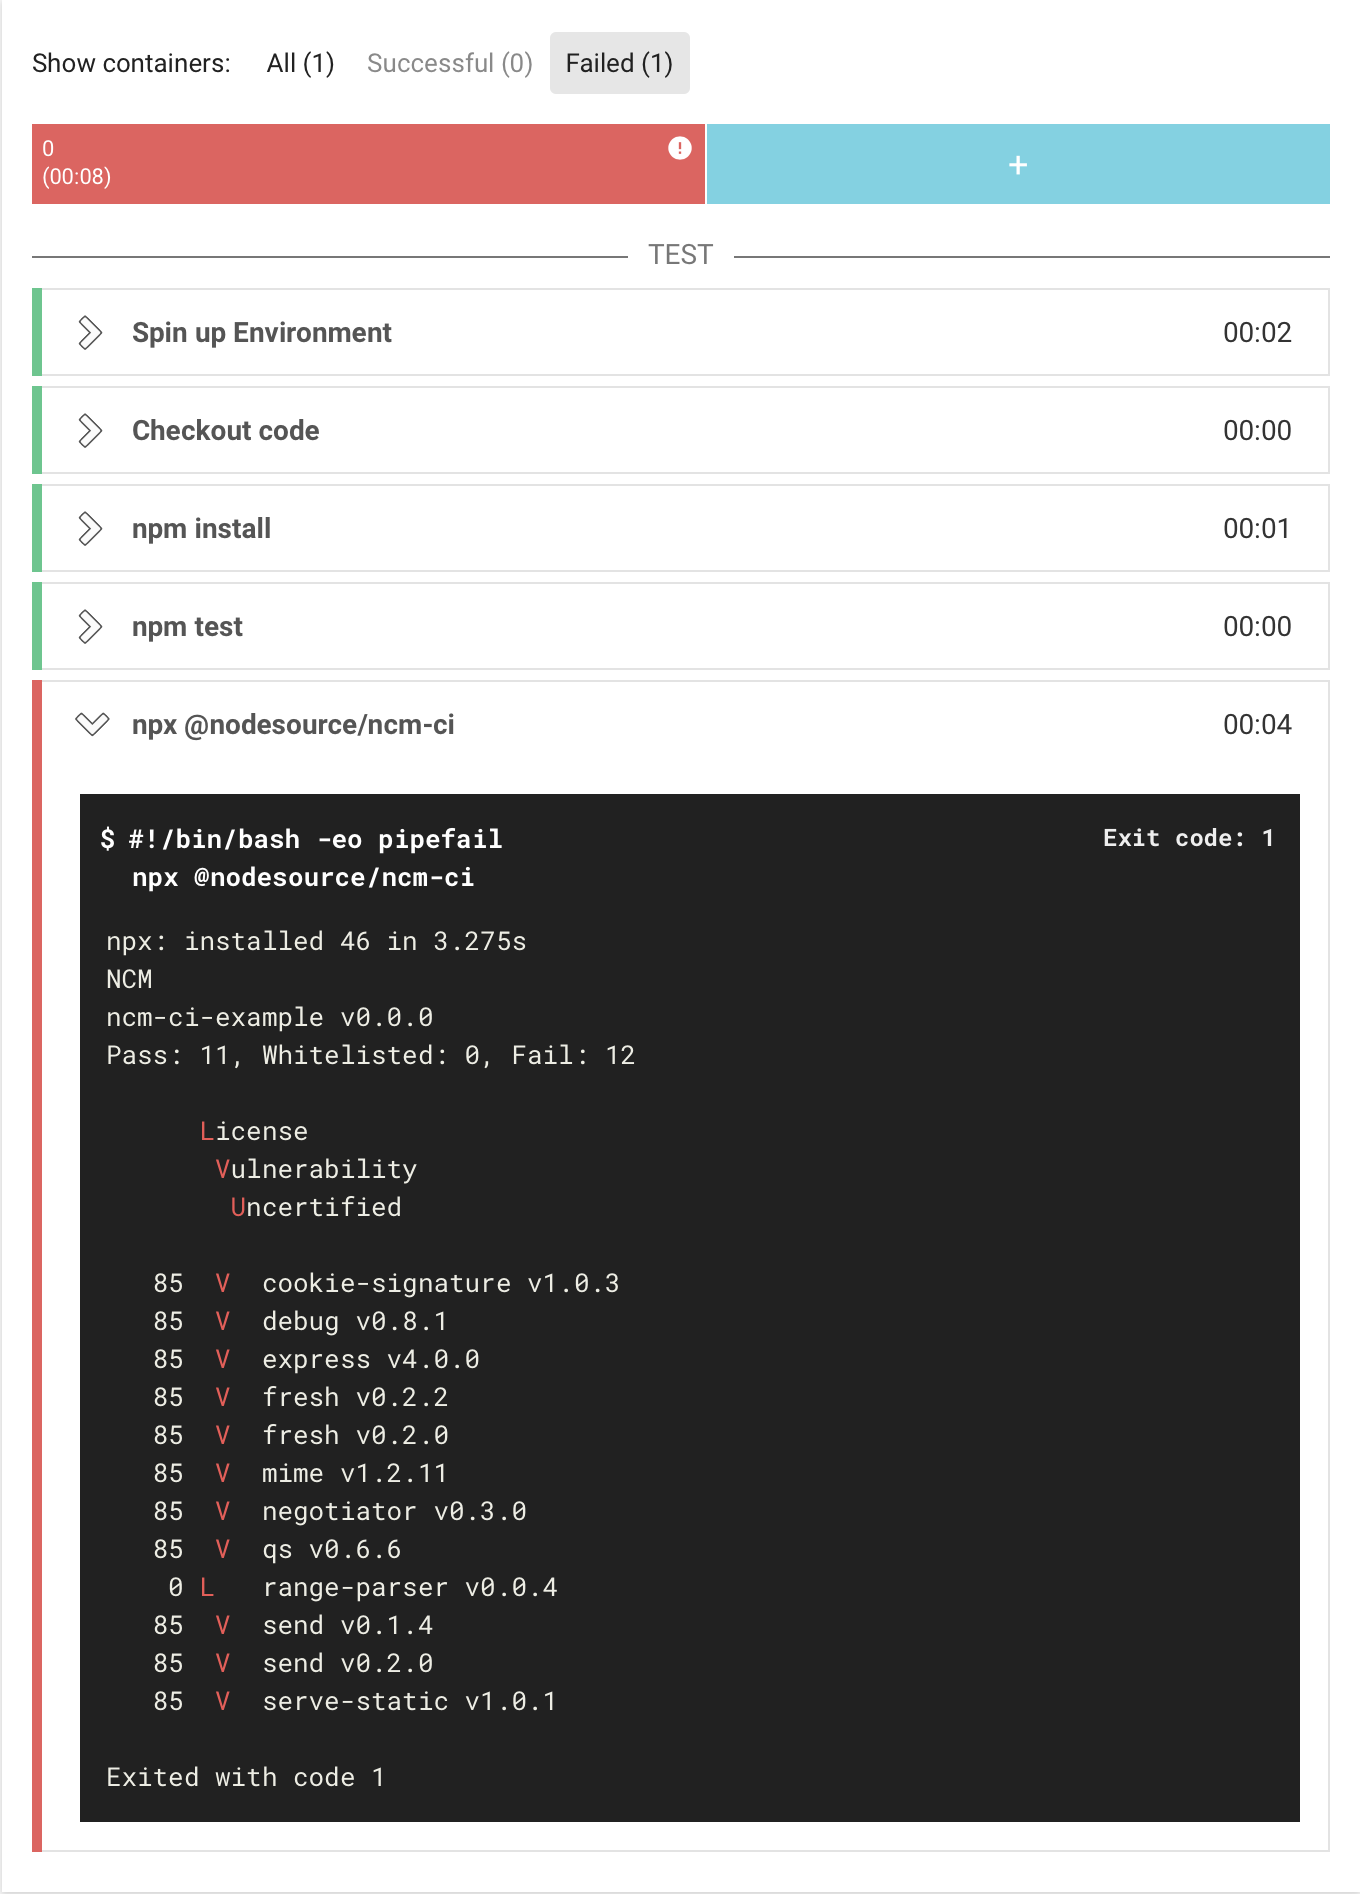 Show containers: All (1) Successful (0) Failed (1)
0
(00:08)
!
+
TEST
Spin up Environment 00:02
Checkout code 00:00
npm install 00:01
npm test 00:00
npx @nodesource/ncm-ci 00:04
$ #!/bin/bash -eo pipefail Exit code: 1
npx @nodesource/ncm-ci
npx: installed 46 in 3.275s
NCM
ncm-ci-example v0.0.0
Pass: 11, Whitelisted: 0, Fail: 12
License
Vulnerability
Uncertified
85 V cookie-signature v1.0.3
85 V debug v0.8.1
85 V express v4.0.0
85 V fresh v0.2.2
85 V fresh v0.2.0
85 V mime v1.2.11
85 V negotiator v0.3.0
85 V qs v0.6.6
0 L range-parser v0.0.4
85 V send v0.1.4
85 V send v0.2.0
85 V serve-static v1.0.1
Exited with code 1